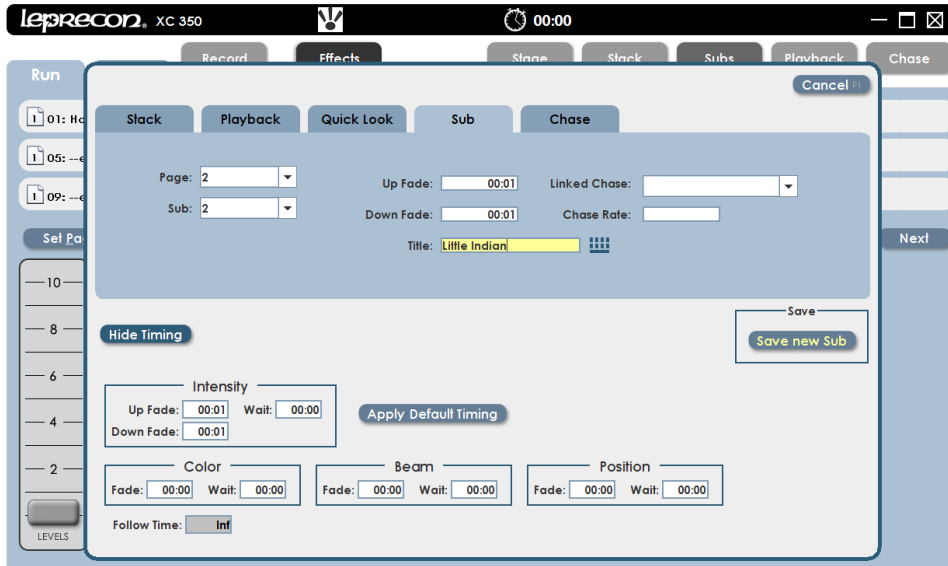 Leprecon. XC 350
00:00
Record Effects Stage Stack Subs Playback Chase
Run
Cancel F1
1 01: Ho
Stack Playback Quick Look Sub Chase
1 05: --e
Page: 2
Up Fade: 00:01 Linked Chase:
1 09: --e
Sub: 2
Down Fade: 00:01 Chase Rate:
Set Pa
Title: Little Indian
Next
10
Save
8
Hide Timing
Save new Sub
6
Intensity
Up Fade: 00:01 Wait: 00:00
Apply Default Timing
4
Down Fade: 00:01
2
Color Beam Position
Fade: 00:00 Wait: 00:00 Fade: 00:00 Wait: 00:00 Fade: 00:00 Wait: 00:00
Follow Time: Inf
LEVELS